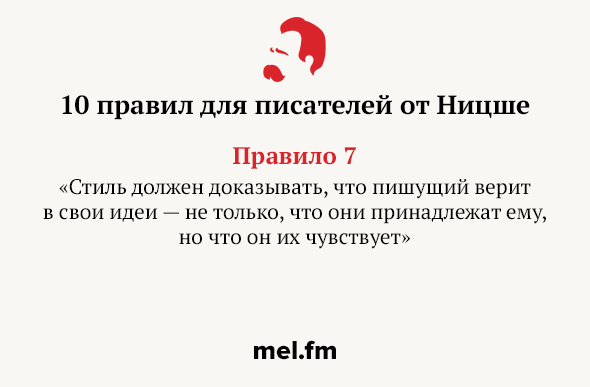 10 правил для писателей от Ницше
Правило 7
«Стиль должен доказывать, что пишущий верит
в свои идеи — не только, что они принадлежат ему,
но что он их чувствует»
mel.fm